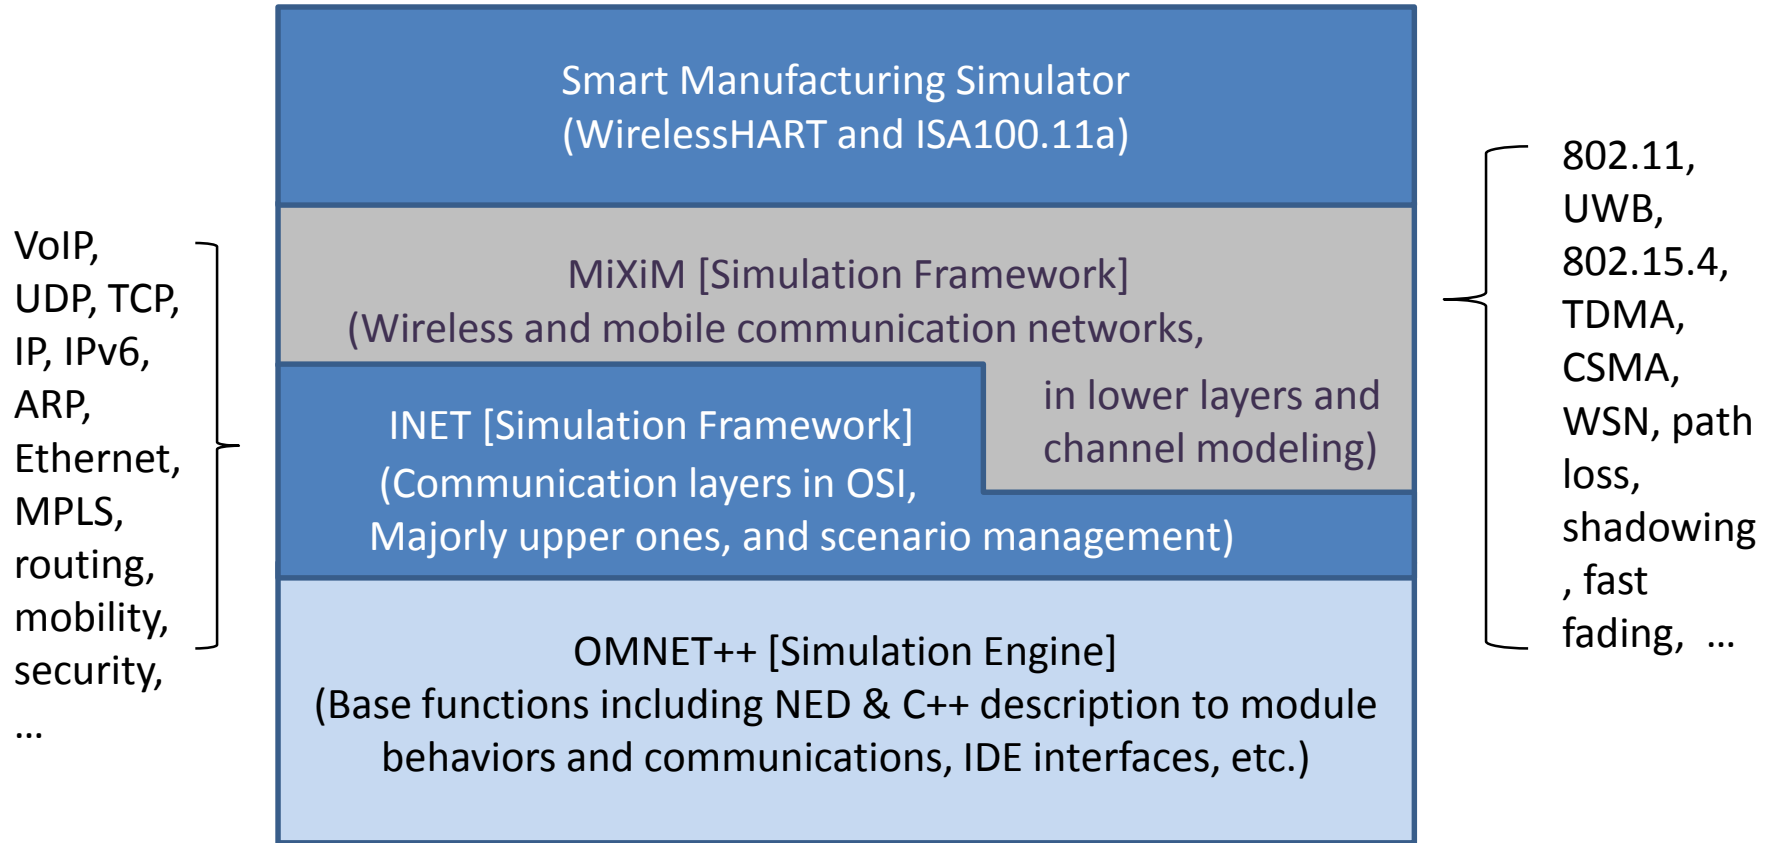 Smart Manufacturing Simulator
(WirelessHART and ISA100.11a)
VoIP,
UDP, TCP,
IP, IPv6,
ARP,
Ethernet,
MPLS,
routing,
mobility,
security,
…
MiXiM [Simulation Framework]
(Wireless and mobile communication networks,
in lower layers and
channel modeling)
INET [Simulation Framework]
(Communication layers in OSI,
Majorly upper ones, and scenario management)
OMNET++ [Simulation Engine]
(Base functions including NED & C++ description to module
behaviors and communications, IDE interfaces, etc.)
802.11,
UWB,
802.15.4,
TDMA,
CSMA,
WSN, path
loss,
shadowing
, fast
fading, …